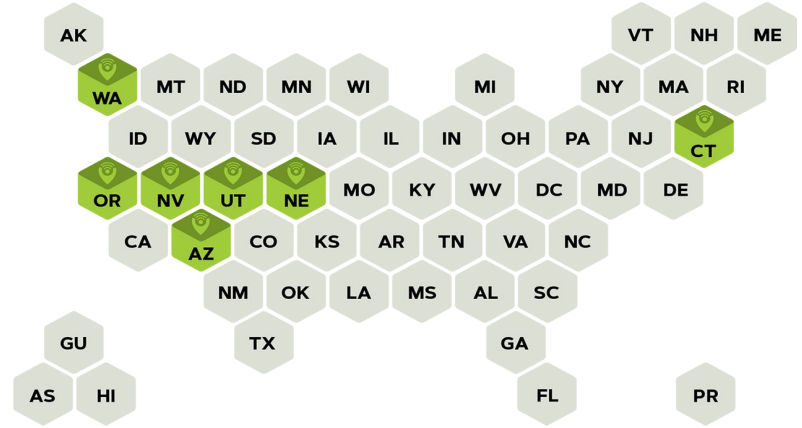 AK VT NH ME
WA MT ND MN WI MI NY MA RI
ID WY SD IA IL IN OH PA NJ CT
OR NV UT NE MO KY WV DC MD DE
CA AZ CO KS AR TN VA NC
NM OK LA MS AL SC
GU TX GA
AS HI FL PR